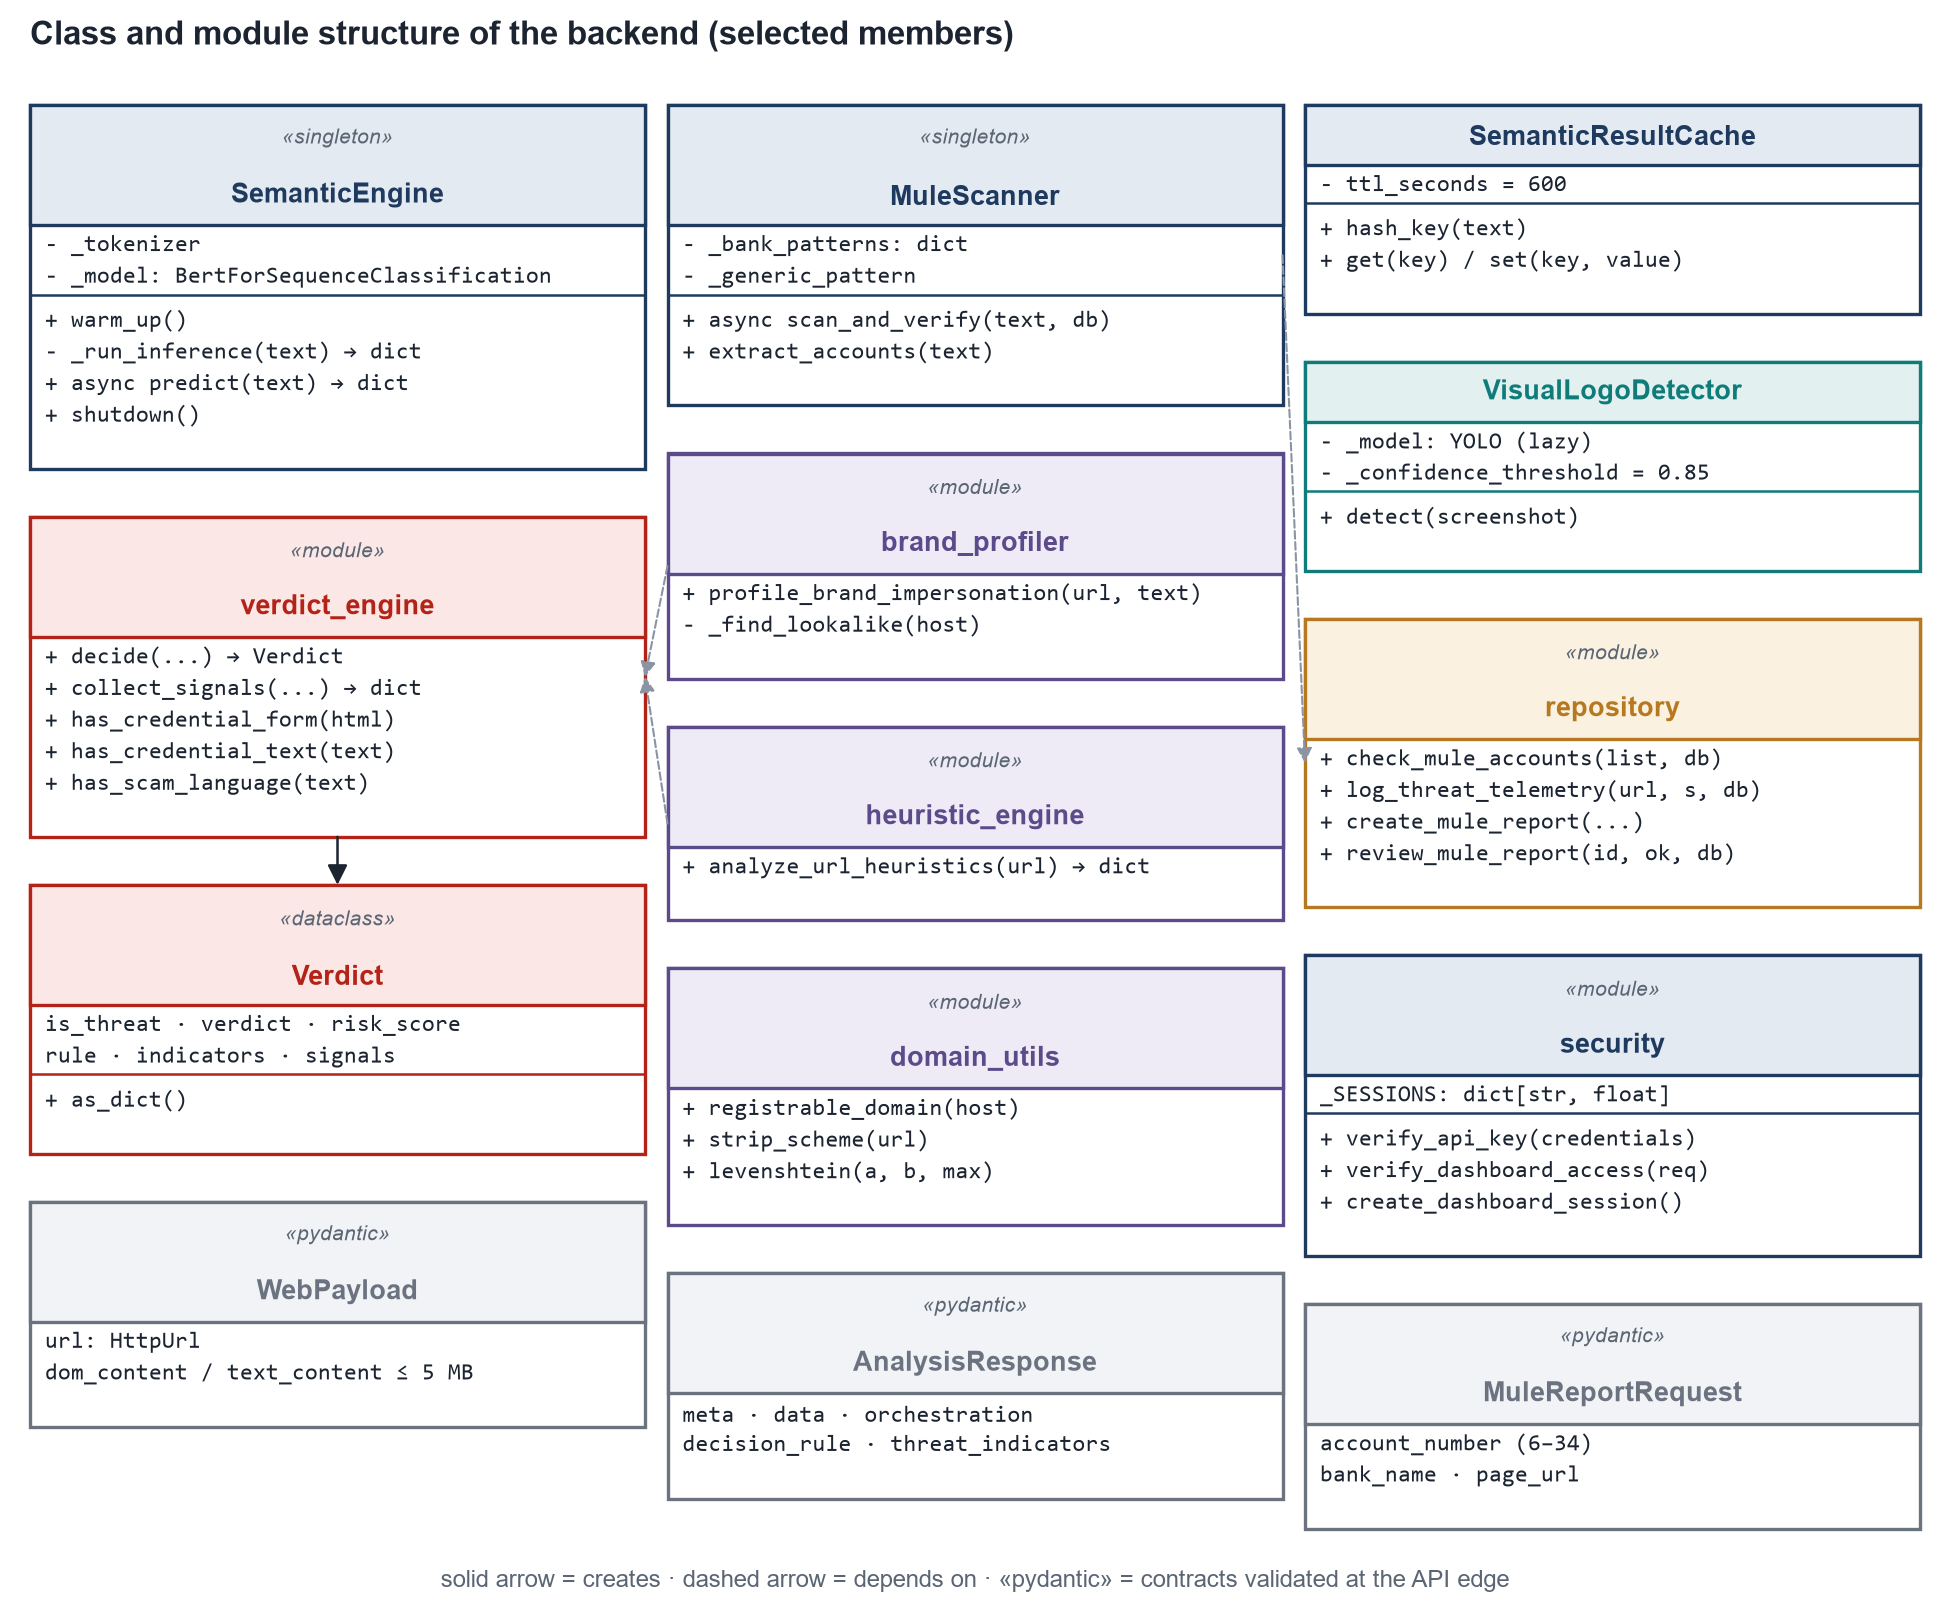 Class and module structure of the backend (selected members)
«singleton»
SemanticEngine
- _tokenizer
- _model: BertForSequenceClassification
+ warm_up()
- _run_inference(text) → dict
+ async predict(text) → dict
+ shutdown()
«module»
verdict_engine
+ decide(...) → Verdict
+ collect_signals(...) → dict
+ has_credential_form(html)
+ has_credential_text(text)
+ has_scam_language(text)
«dataclass»
Verdict
is_threat · verdict · risk_score
rule · indicators · signals
+ as_dict()
«pydantic»
WebPayload
url: HttpUrl
dom_content / text_content ≤ 5 MB
«singleton»
MuleScanner
- _bank_patterns: dict
- _generic_pattern
+ async scan_and_verify(text, db)
+ extract_accounts(text)
«module»
brand_profiler
+ profile_brand_impersonation(url, text)
- _find_lookalike(host)
«module»
heuristic_engine
+ analyze_url_heuristics(url) → dict
«module»
domain_utils
+ registrable_domain(host)
+ strip_scheme(url)
+ levenshtein(a, b, max)
«pydantic»
AnalysisResponse
meta · data · orchestration
decision_rule · threat_indicators
SemanticResultCache
- ttl_seconds = 600
+ hash_key(text)
+ get(key) / set(key, value)
VisualLogoDetector
- _model: YOLO (lazy)
- _confidence_threshold = 0.85
+ detect(screenshot)
«module»
repository
+ check_mule_accounts(list, db)
+ log_threat_telemetry(url, s, db)
+ create_mule_report(...)
+ review_mule_report(id, ok, db)
«module»
security
_SESSIONS: dict[str, float]
+ verify_api_key(credentials)
+ verify_dashboard_access(req)
+ create_dashboard_session()
«pydantic»
MuleReportRequest
account_number (6–34)
bank_name · page_url
solid arrow = creates · dashed arrow = depends on · «pydantic» = contracts validated at the API edge